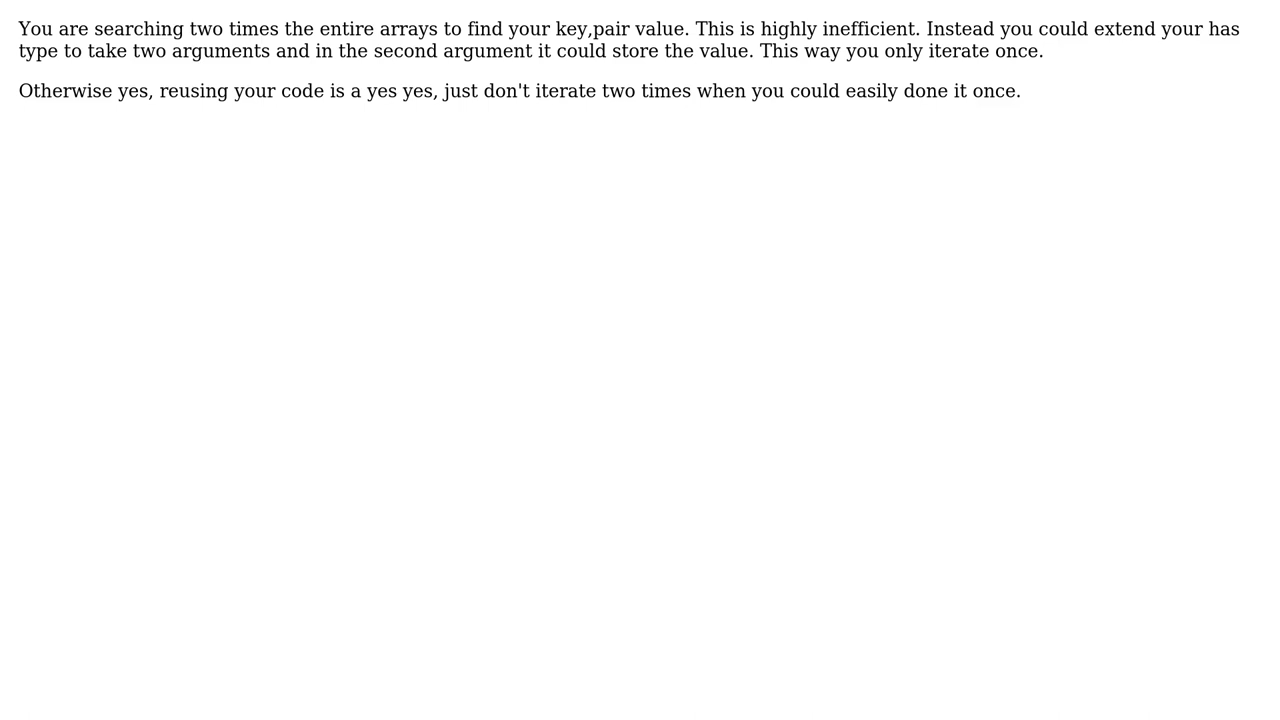 You are searching two times the entire arrays to find your key,pair value. This is highly inefficient. Instead you could extend your has
type to take two arguments and in the second argument it could store the value. This way you only iterate once.
Otherwise yes, reusing your code is a yes yes, just don't iterate two times when you could easily done it once.